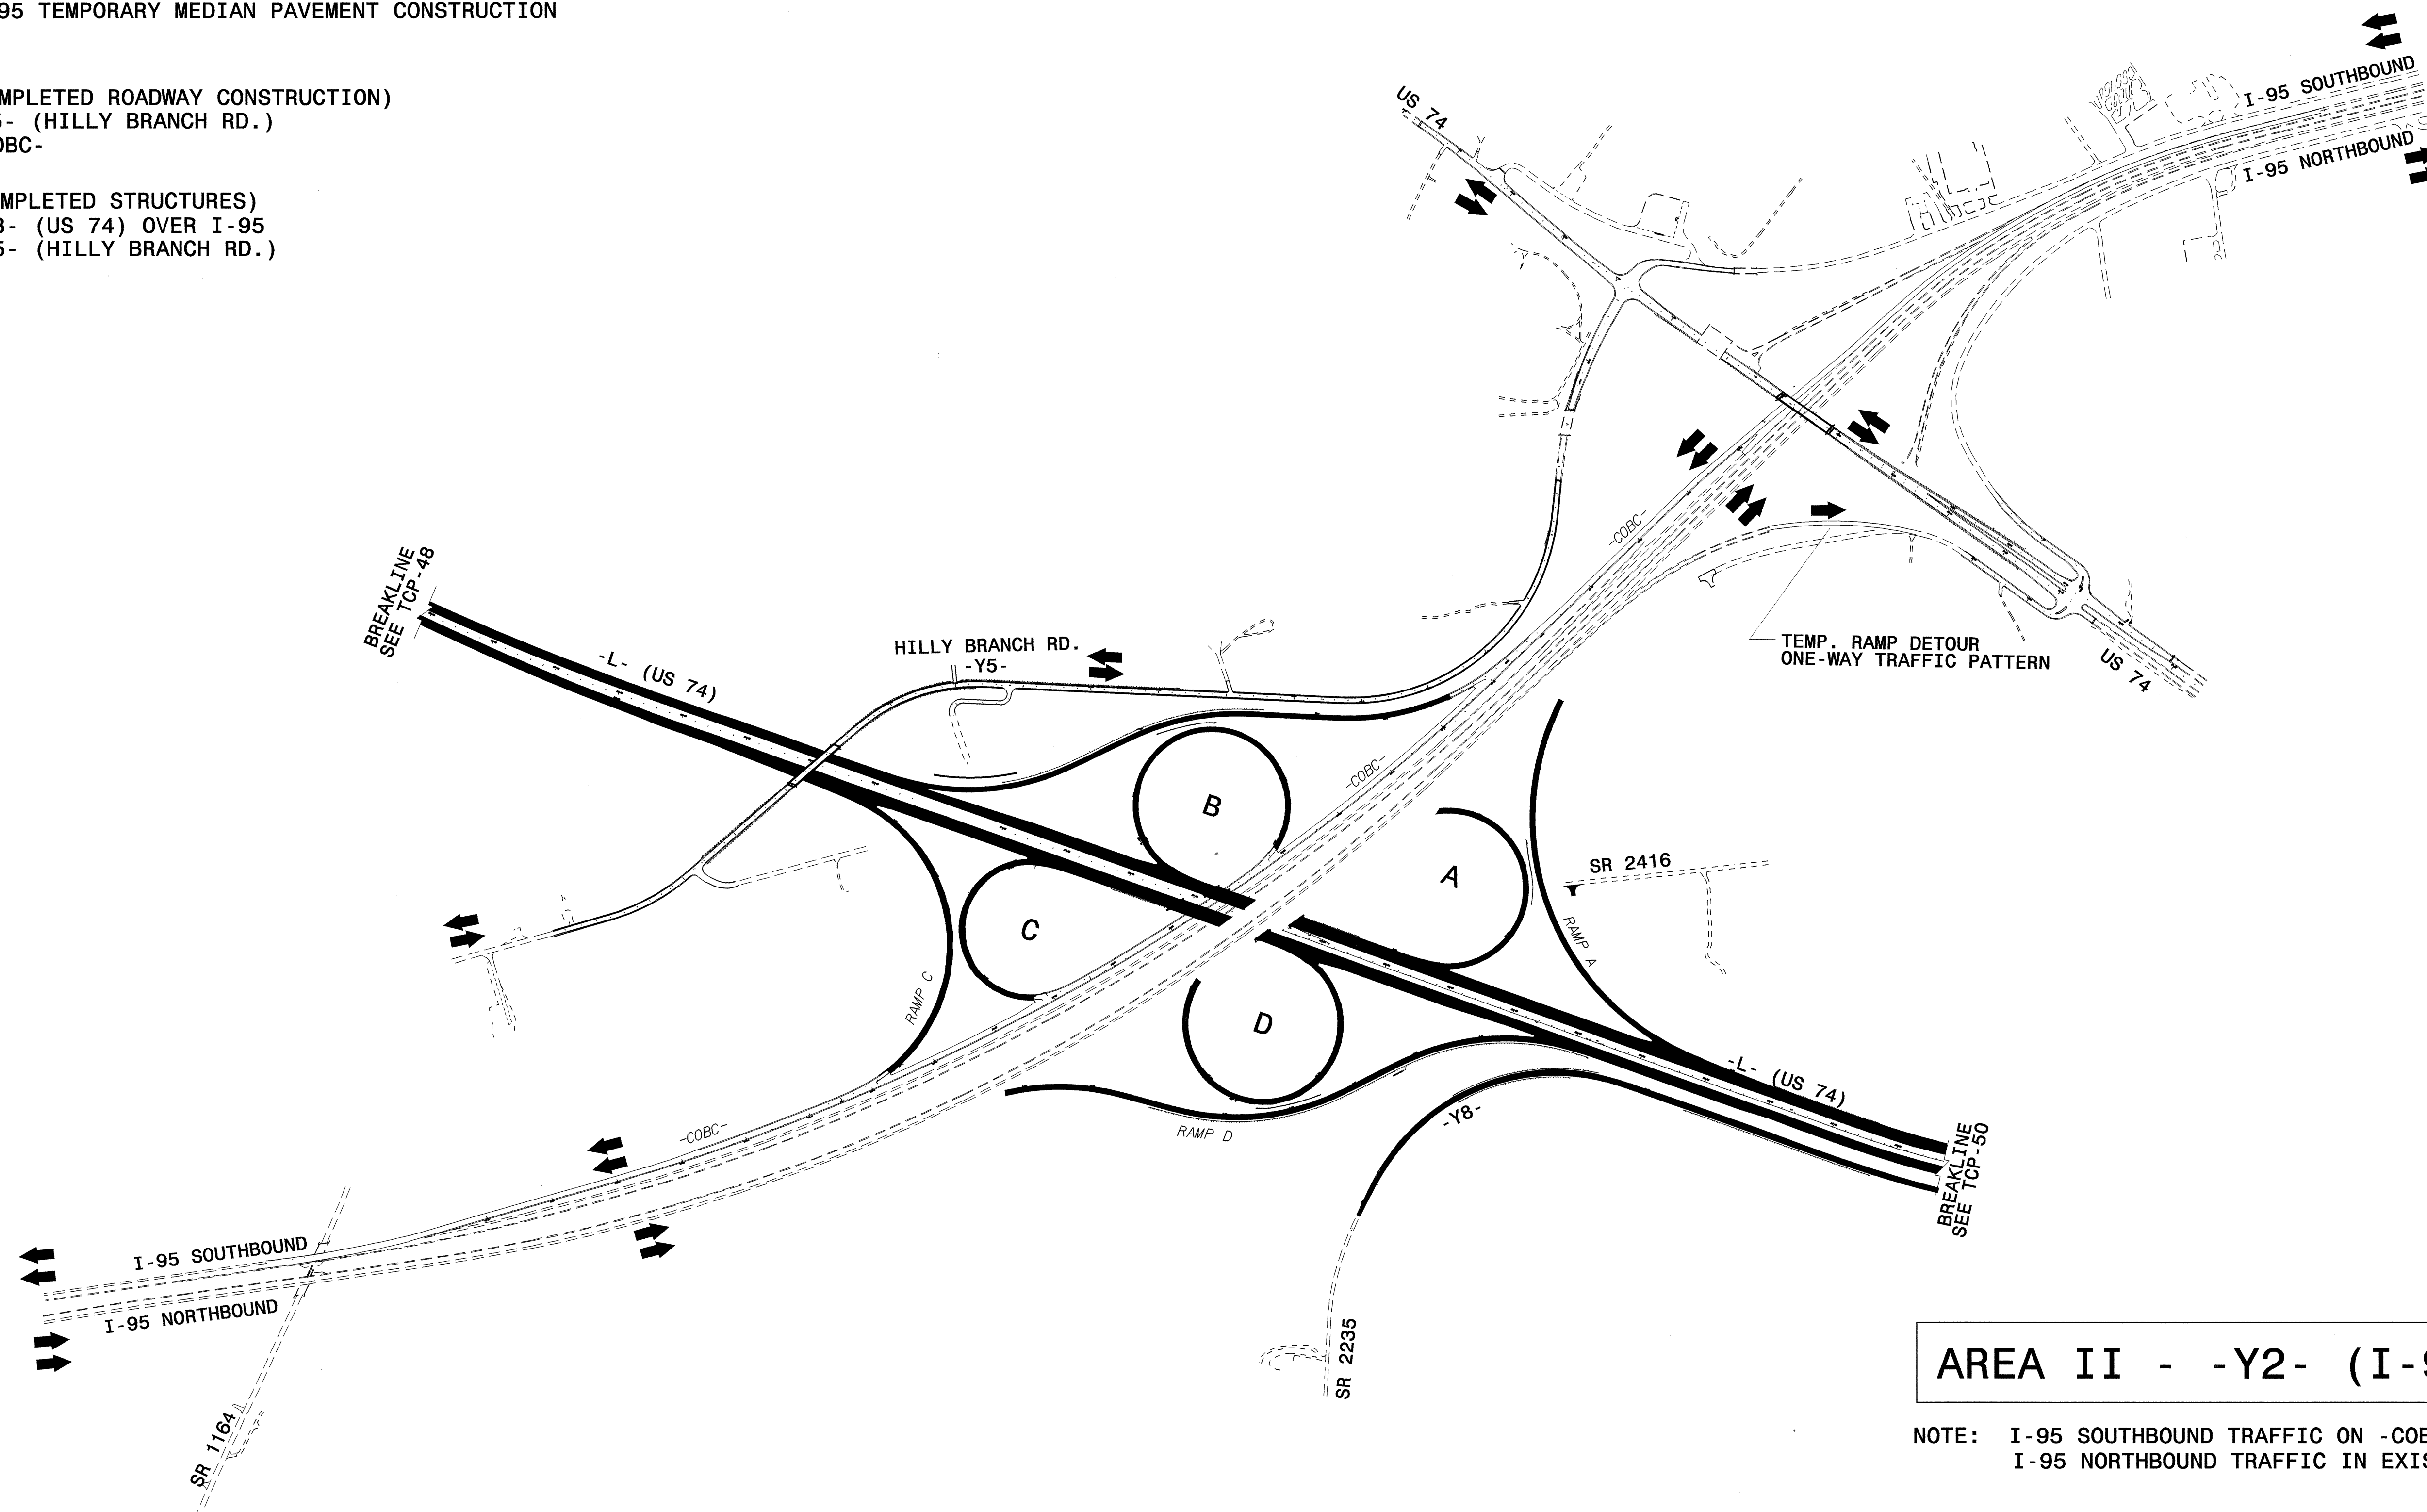 95 TEMPORARY MEDIAN PAVEMENT CONSTRUCTION
MPLETED ROADWAY CONSTRUCTION)
- (HILLY BRANCH RD.)
OBC-
MPLETED STRUCTURES)
- (US 74) OVER I-95
- (HILLY BRANCH RD.)
US 74
I-95 SOUTHBOUND
I-95 NORTHBOUND
-COBC-
BREAKLINE
SEE TCP-48
-L- (US 74)
HILLY BRANCH RD.
-Y5-
TEMP. RAMP DETOUR
ONE-WAY TRAFFIC PATTERN
US 74
-COBC-
B
A
SR 2416
C
RAMP A
RAMP C
D
-L- (US 74)
-Y8-
RAMP D
-COBC-
BREAKLINE
SEE TCP-50
I-95 SOUTHBOUND
I-95 NORTHBOUND
SR 2235
SR 1164
AREA II - -Y2- (I-9
NOTE: I-95 SOUTHBOUND TRAFFIC ON -COB
I-95 NORTHBOUND TRAFFIC IN EXIS